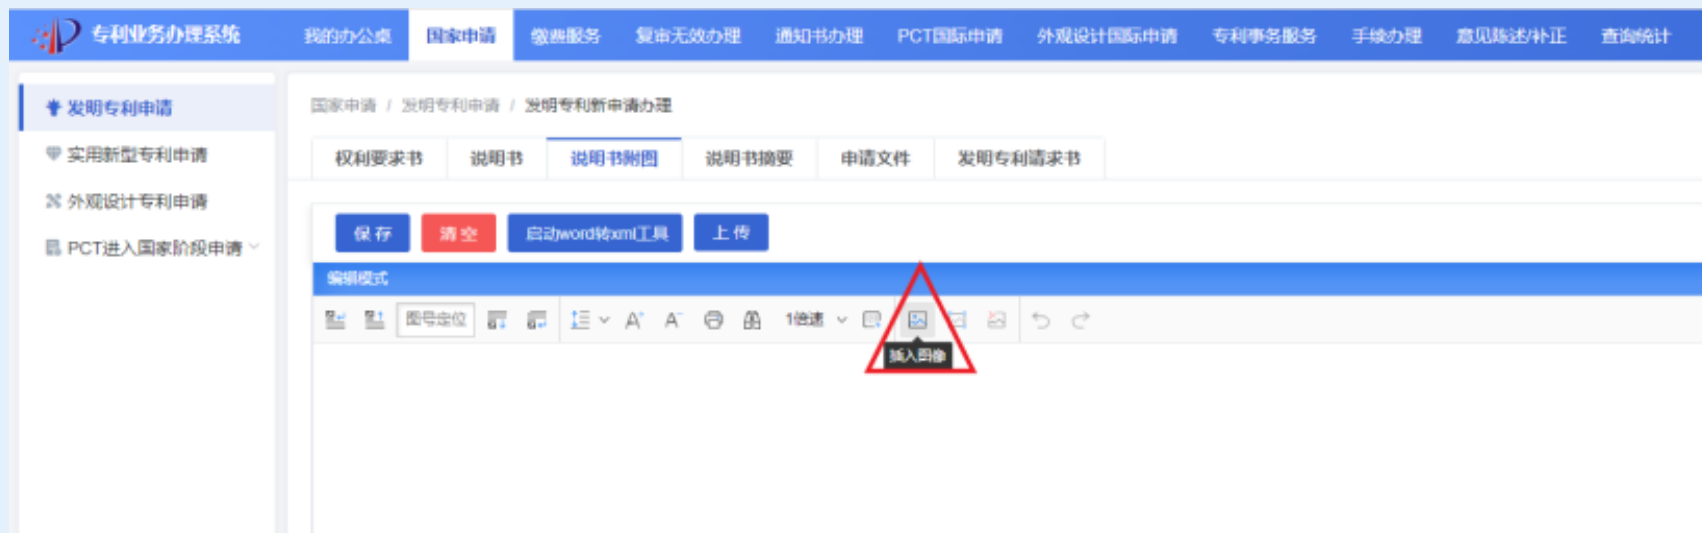 专利业务办理系统 我的办公桌 国家申请 缴费服务 复审无效办理 通知书办理 PCT国际申请 外观设计国际申请 专利事务服务 手续办理 意见陈述/补正 查询统计
发明专利申请
实用新型专利申请
外观设计专利申请
PCT进入国家阶段申请
国家申请 / 发明专利申请 / 发明专利新申请办理
权利要求书 说明书 说明书附图 说明书摘要 申请文件 发明专利请求书
保存 清空 启动word转xml工具 上传
编辑模式
图号定位 A+ A- 1倍速
插入图像